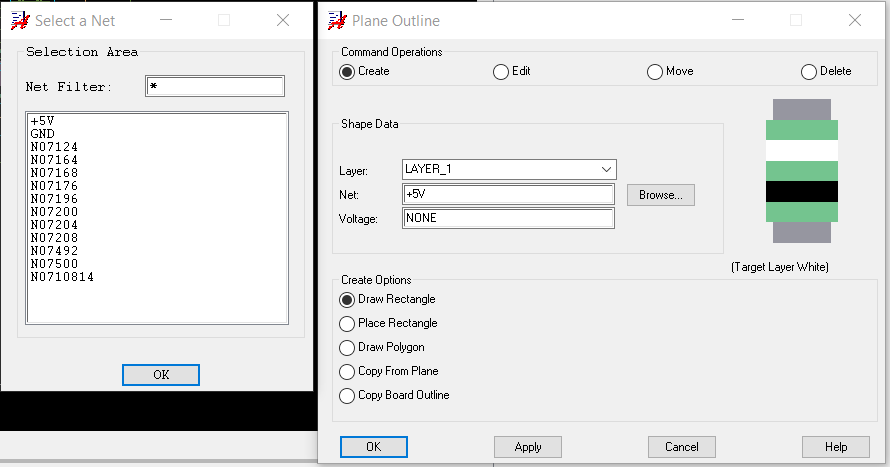 Select a Net
Selection Area
Net Filter: *
+5V
GND
N07124
N07164
N07168
N07176
N07196
N07200
N07204
N07208
N07492
N07500
N0710814
OK
Plane Outline
Command Operations
Create Edit Move Delete
Shape Data
Layer: LAYER_1
Net: +5V Browse...
Voltage: NONE
(Target Layer White)
Create Options
Draw Rectangle
Place Rectangle
Draw Polygon
Copy From Plane
Copy Board Outline
OK Apply Cancel Help